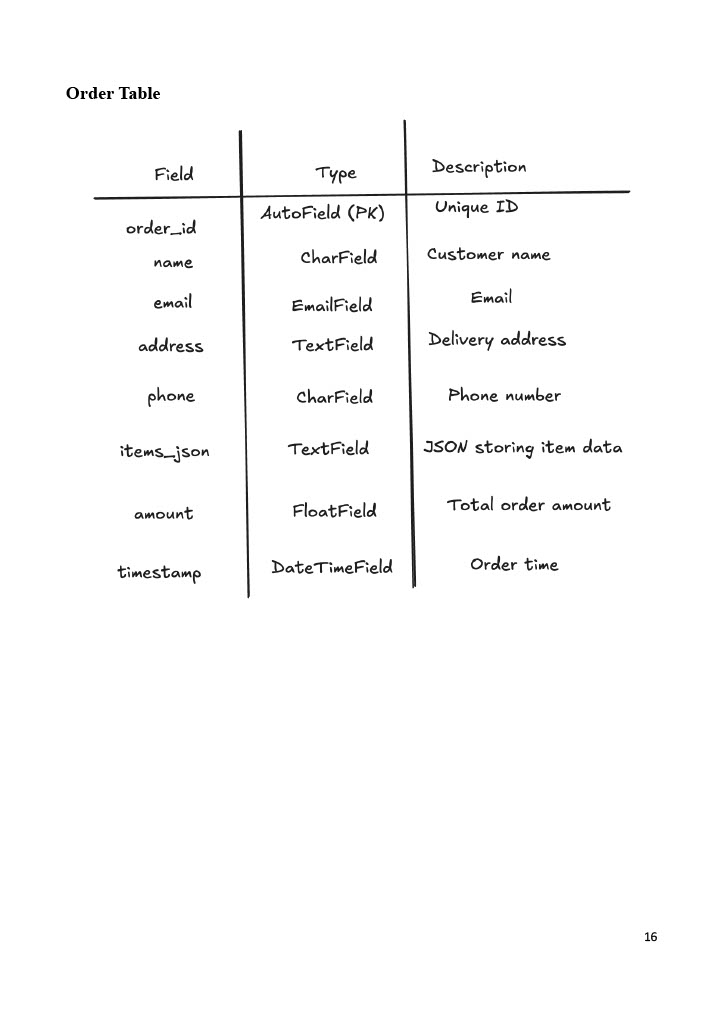 Order Table
Field Type Description
order_id AutoField (PK) Unique ID
name CharField Customer name
email EmailField Email
address TextField Delivery address
phone CharField Phone number
items_json TextField JSON storing item data
amount FloatField Total order amount
timestamp DateTimeField Order time
16